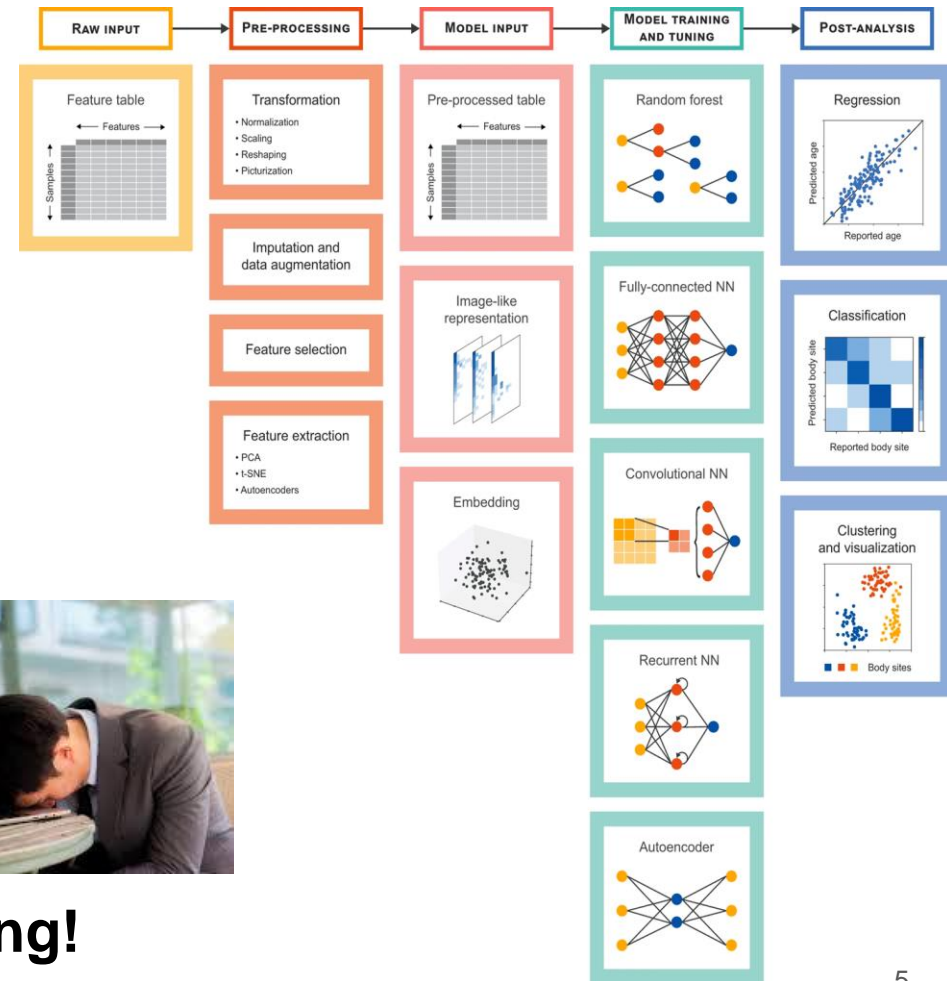 RAW INPUT
PRE-PROCESSING
MODEL INPUT
MODEL TRAINING
AND TUNING
POST-ANALYSIS
Feature table
Features
Samples
Transformation
• Normalization
• Scaling
• Reshaping
• Picturization
Imputation and
data augmentation
Feature selection
Feature extraction
• PCA
• t-SNE
• Autoencoders
Pre-processed table
Features
Samples
Image-like
representation
Embedding
Random forest
Fully-connected NN
Convolutional NN
Recurrent NN
Autoencoder
Regression
Predicted age
Reported age
Classification
Predicted body site
Reported body site
Clustering
and visualization
Body sites
ng!
5